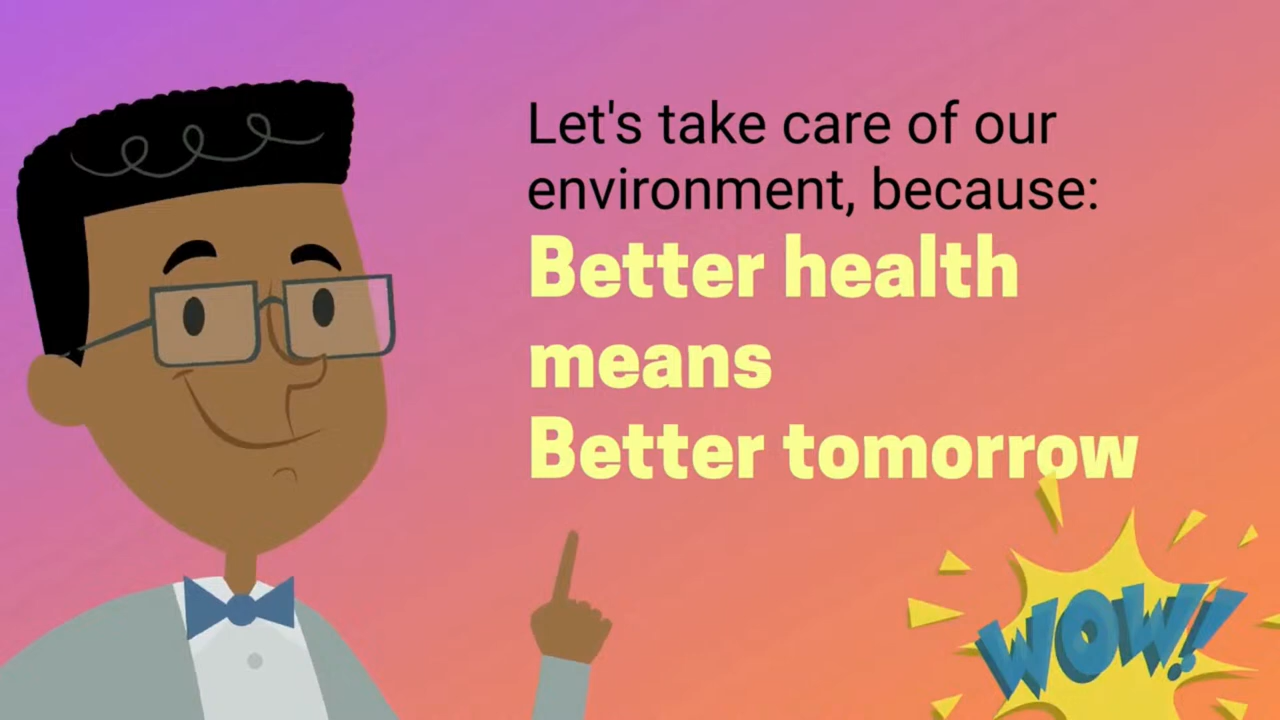 Let's take care of our
environment, because:
Better health
means
Better tomorrow
WOW!